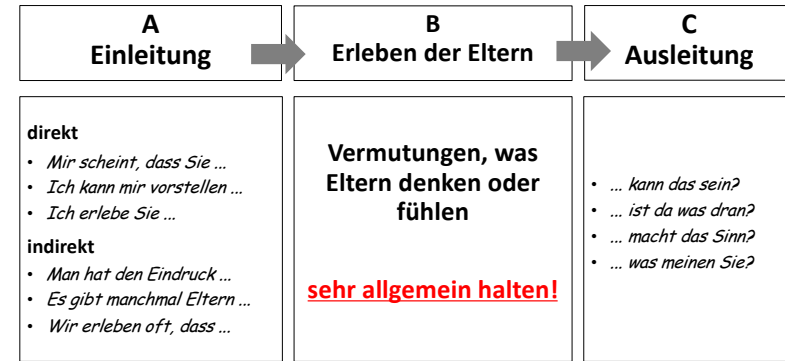 A
Einleitung
B
Erleben der Eltern
C
Ausleitung
direkt
• Mir scheint, dass Sie ...
• Ich kann mir vorstellen ...
• Ich erlebe Sie ...
indirekt
• Man hat den Eindruck ...
• Es gibt manchmal Eltern ...
• Wir erleben oft, dass ...
Vermutungen, was
Eltern denken oder
fühlen
sehr allgemein halten!
• ... kann das sein?
• ... ist da was dran?
• ... macht das Sinn?
• ... was meinen Sie?